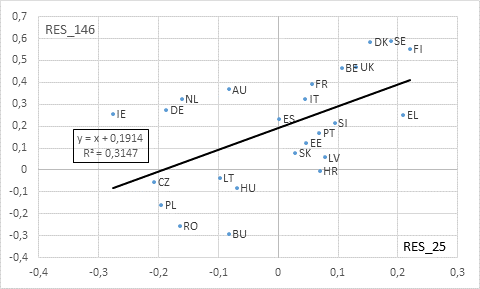 0,7
RES_146
0,6
DK
SE
FI
0,5
BE
UK
0,4
AU
FR
NL
IT
0,3
IE
DE
EL
ES
0,2
SI
y = x + 0,1914
R² = 0,3147
PT
0,1
EE
SK
LV
0
HR
CZ
LT
HU
-0,1
PL
-0,2
RO
BU
-0,3
-0,4
RES_25
-0,4 -0,3 -0,2 -0,1 0 0,1 0,2 0,3